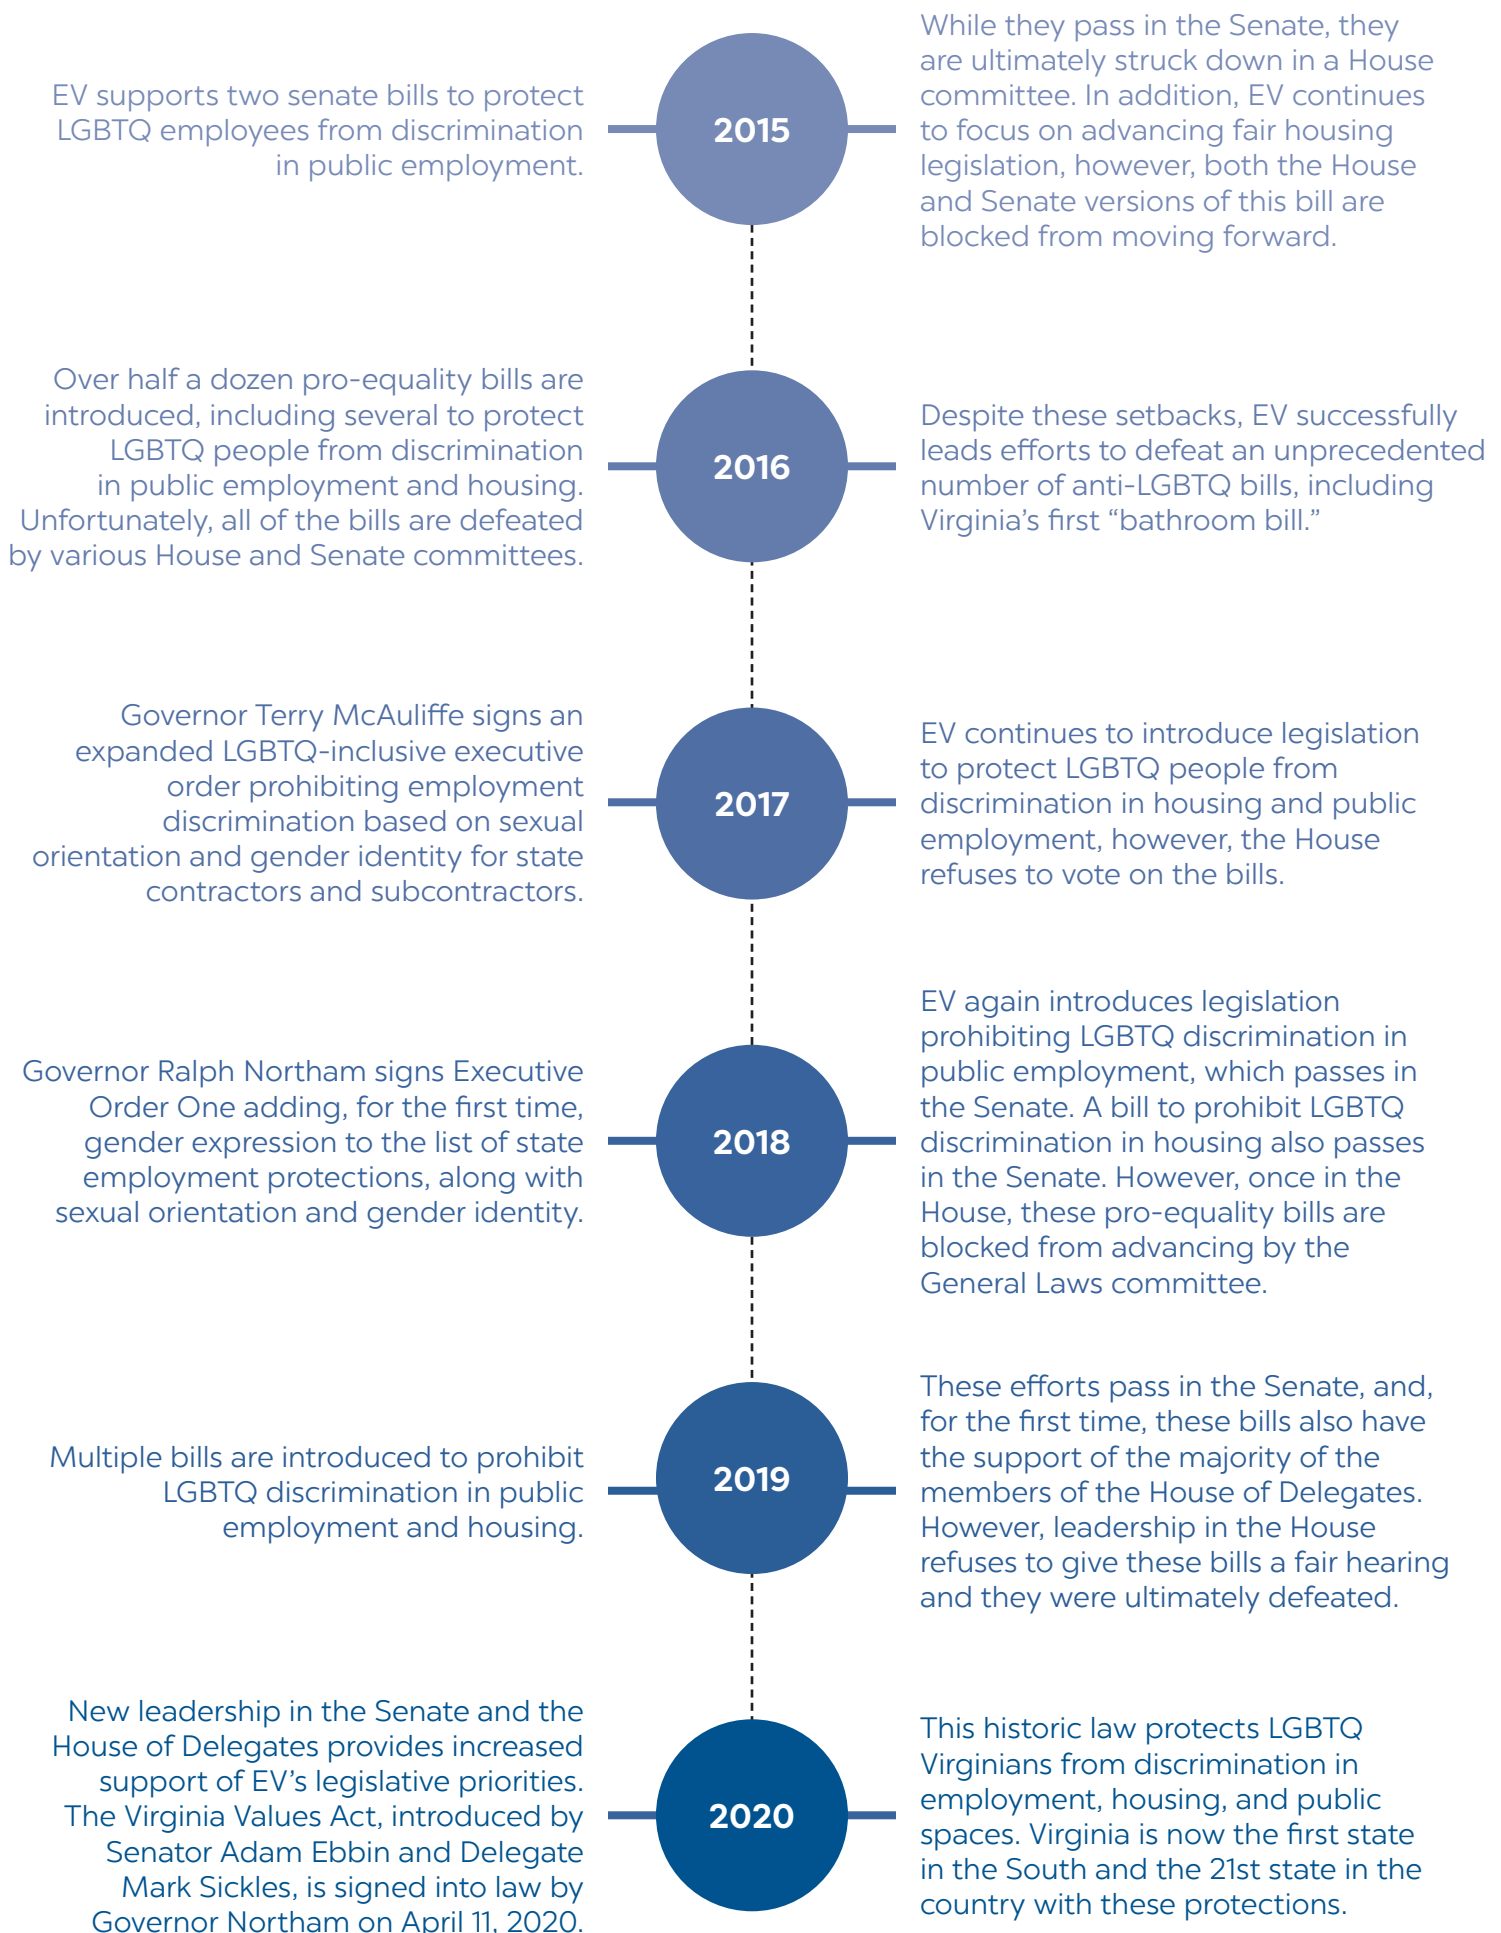 EV supports two senate bills to protect
LGBTQ employees from discrimination
in public employment.
2015
While they pass in the Senate, they
are ultimately struck down in a House
committee. In addition, EV continues
to focus on advancing fair housing
legislation, however, both the House
and Senate versions of this bill are
blocked from moving forward.
Over half a dozen pro-equality bills are
introduced, including several to protect
LGBTQ people from discrimination
in public employment and housing.
Unfortunately, all of the bills are defeated
by various House and Senate committees.
2016
Despite these setbacks, EV successfully
leads efforts to defeat an unprecedented
number of anti-LGBTQ bills, including
Virginia’s first “bathroom bill.”
Governor Terry McAuliffe signs an
expanded LGBTQ-inclusive executive
order prohibiting employment
discrimination based on sexual
orientation and gender identity for state
contractors and subcontractors.
2017
EV continues to introduce legislation
to protect LGBTQ people from
discrimination in housing and public
employment, however, the House
refuses to vote on the bills.
Governor Ralph Northam signs Executive
Order One adding, for the first time,
gender expression to the list of state
employment protections, along with
sexual orientation and gender identity.
2018
EV again introduces legislation
prohibiting LGBTQ discrimination in
public employment, which passes in
the Senate. A bill to prohibit LGBTQ
discrimination in housing also passes
in the Senate. However, once in the
House, these pro-equality bills are
blocked from advancing by the
General Laws committee.
Multiple bills are introduced to prohibit
LGBTQ discrimination in public
employment and housing.
2019
These efforts pass in the Senate, and,
for the first time, these bills also have
the support of the majority of the
members of the House of Delegates.
However, leadership in the House
refuses to give these bills a fair hearing
and they were ultimately defeated.
New leadership in the Senate and the
House of Delegates provides increased
support of EV’s legislative priorities.
The Virginia Values Act, introduced by
Senator Adam Ebbin and Delegate
Mark Sickles, is signed into law by
Governor Northam on April 11, 2020.
2020
This historic law protects LGBTQ
Virginians from discrimination in
employment, housing, and public
spaces. Virginia is now the first state
in the South and the 21st state in the
country with these protections.